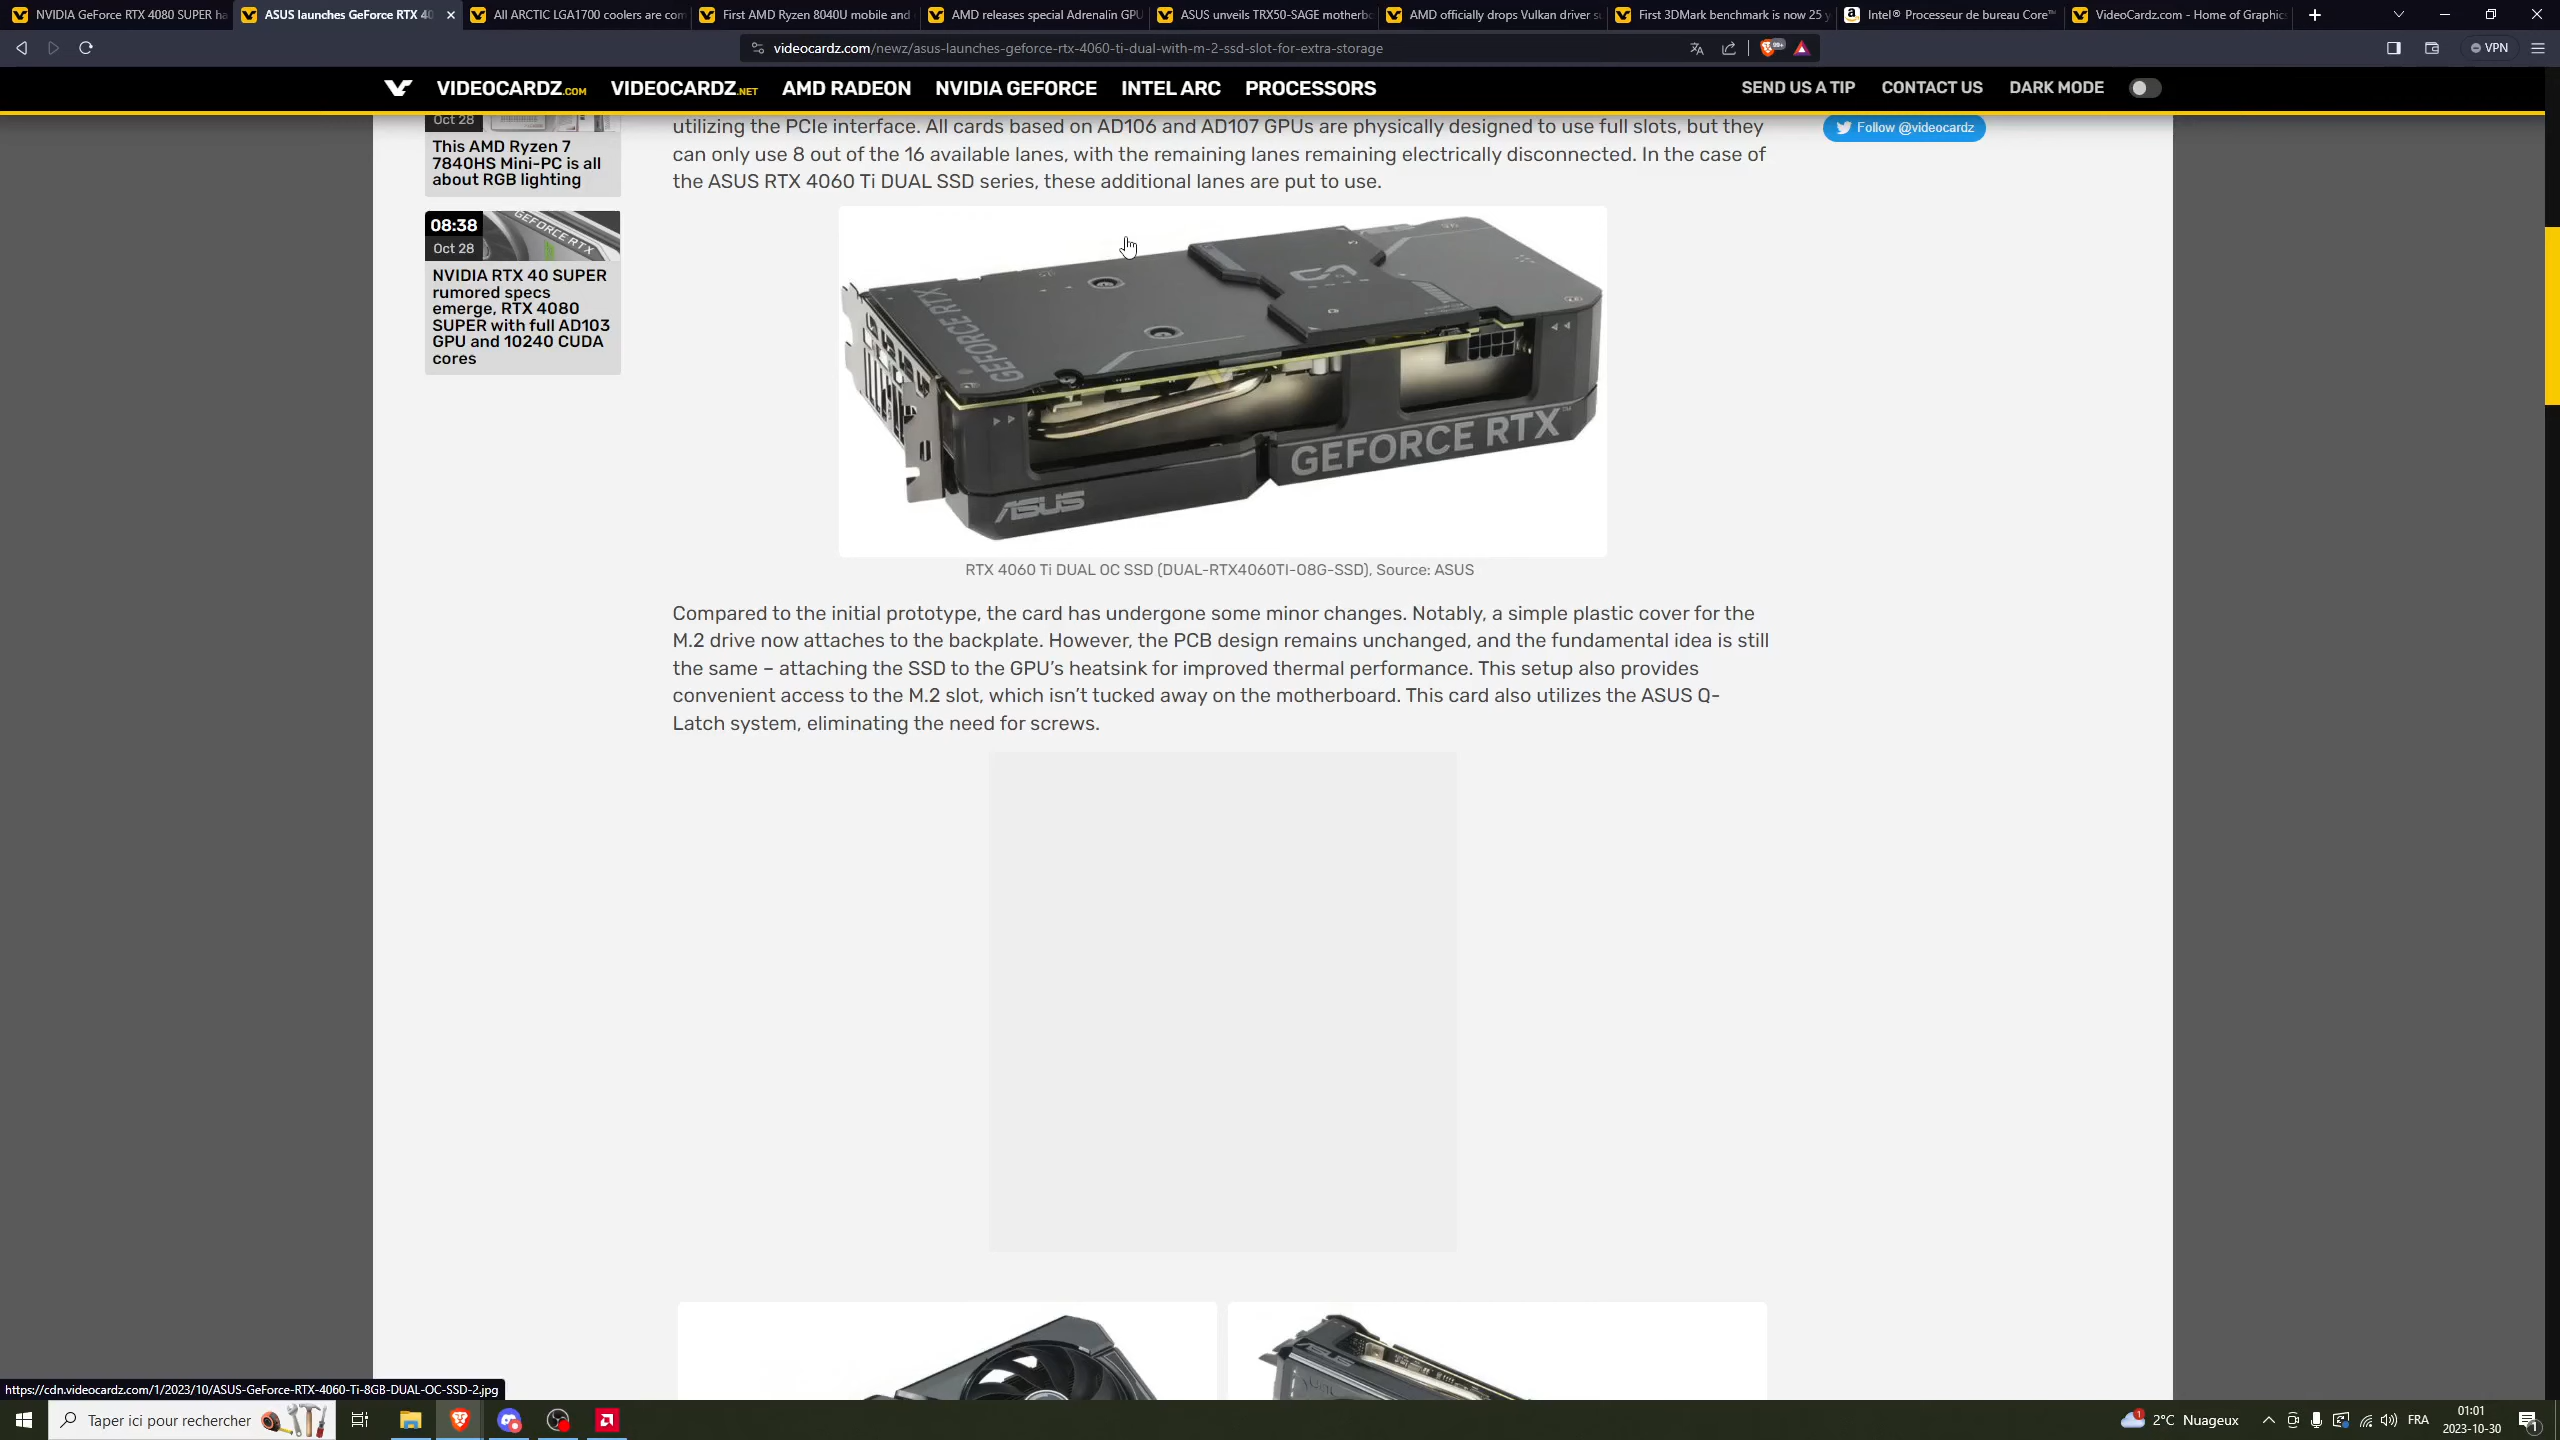 NVIDIA GeForce RTX 4080 SUPER ha
ASUS launches GeForce RTX 40
All ARCTIC LGA1700 coolers are com
First AMD Ryzen 8040U mobile and
AMD releases special Adrenalin GPU
ASUS unveils TRX50-SAGE motherbo
AMD officially drops Vulkan driver su
First 3DMark benchmark is now 25 y
Intel® Processeur de bureau Core™
VideoCardz.com - Home of Graphic
videocardz.com/newz/asus-launches-geforce-rtx-4060-ti-dual-with-m-2-ssd-slot-for-extra-storage
99+
VPN
VIDEOCARDZ.COM
VIDEOCARDZ.NET
AMD RADEON
NVIDIA GEFORCE
INTEL ARC
PROCESSORS
SEND US A TIP
CONTACT US
DARK MODE
Oct 28
This AMD Ryzen 7
7840HS Mini-PC is all
about RGB lighting
08:38
Oct 28
GEFORCE RTX
NVIDIA RTX 40 SUPER
rumored specs
emerge, RTX 4080
SUPER with full AD103
GPU and 10240 CUDA
cores
utilizing the PCIe interface. All cards based on AD106 and AD107 GPUs are physically designed to use full slots, but they
can only use 8 out of the 16 available lanes, with the remaining lanes remaining electrically disconnected. In the case of
the ASUS RTX 4060 Ti DUAL SSD series, these additional lanes are put to use.
Follow @videocardz
GEFORCE RTX
GEFORCE RTX™
ASUS
RTX 4060 Ti DUAL OC SSD (DUAL-RTX4060TI-O8G-SSD), Source: ASUS
Compared to the initial prototype, the card has undergone some minor changes. Notably, a simple plastic cover for the
M.2 drive now attaches to the backplate. However, the PCB design remains unchanged, and the fundamental idea is still
the same – attaching the SSD to the GPU's heatsink for improved thermal performance. This setup also provides
convenient access to the M.2 slot, which isn't tucked away on the motherboard. This card also utilizes the ASUS Q-
Latch system, eliminating the need for screws.
ASUS
https://cdn.videocardz.com/1/2023/10/ASUS-GeForce-RTX-4060-Ti-8GB-DUAL-OC-SSD-2.jpg
Taper ici pour rechercher
1
2°C Nuageux
FRA
01:01
2023-10-30
1